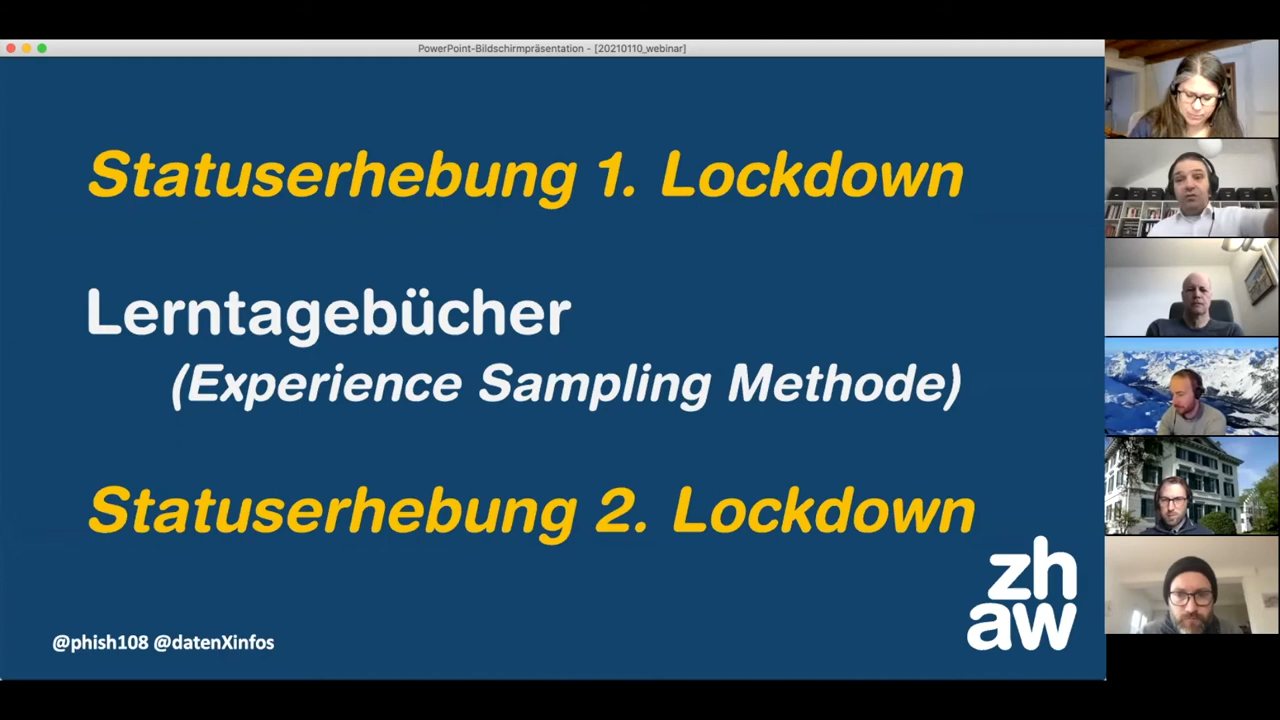 PowerPoint-Bildschirmpräsentation - [20210110_webinar]
Statuserhebung 1. Lockdown
Lerntagebücher
(Experience Sampling Methode)
Statuserhebung 2. Lockdown
zh
aw
@phish108 @datenXinfos